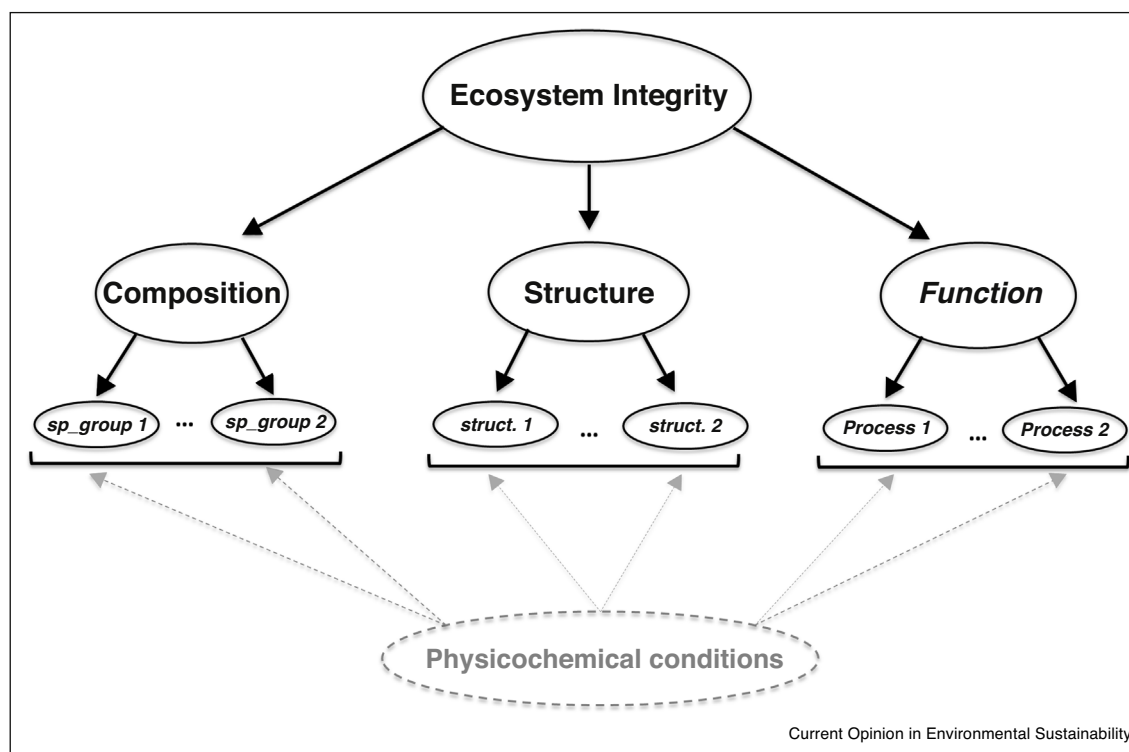 Ecosystem Integrity
Composition
Structure
Function
sp_group 1
...
sp_group 2
struct. 1
...
struct. 2
Process 1
...
Process 2
Physicochemical conditions
Current Opinion in Environmental Sustainability